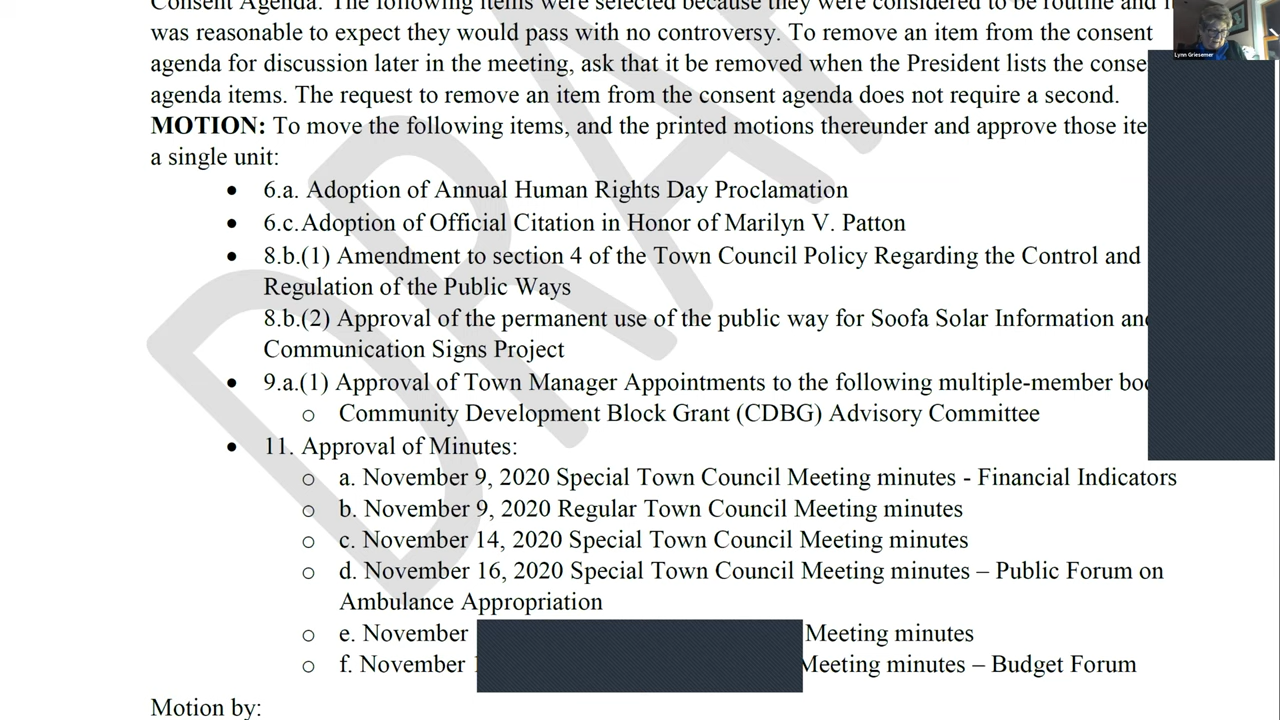 Consent Agenda. The following items were selected because they were considered to be routine and it
was reasonable to expect they would pass with no controversy. To remove an item from the consent
agenda for discussion later in the meeting, ask that it be removed when the President lists the conse
agenda items. The request to remove an item from the consent agenda does not require a second.
MOTION: To move the following items, and the printed motions thereunder and approve those ite
a single unit:
• 6.a. Adoption of Annual Human Rights Day Proclamation
• 6.c. Adoption of Official Citation in Honor of Marilyn V. Patton
• 8.b.(1) Amendment to section 4 of the Town Council Policy Regarding the Control and
Regulation of the Public Ways
8.b.(2) Approval of the permanent use of the public way for Soofa Solar Information and
Communication Signs Project
• 9.a.(1) Approval of Town Manager Appointments to the following multiple-member bo
o Community Development Block Grant (CDBG) Advisory Committee
• 11. Approval of Minutes:
o a. November 9, 2020 Special Town Council Meeting minutes - Financial Indicators
o b. November 9, 2020 Regular Town Council Meeting minutes
o c. November 14, 2020 Special Town Council Meeting minutes
o d. November 16, 2020 Special Town Council Meeting minutes – Public Forum on
Ambulance Appropriation
o e. November Meeting minutes
o f. November Meeting minutes – Budget Forum
Motion by:
DRAF
Lynn Griesemer